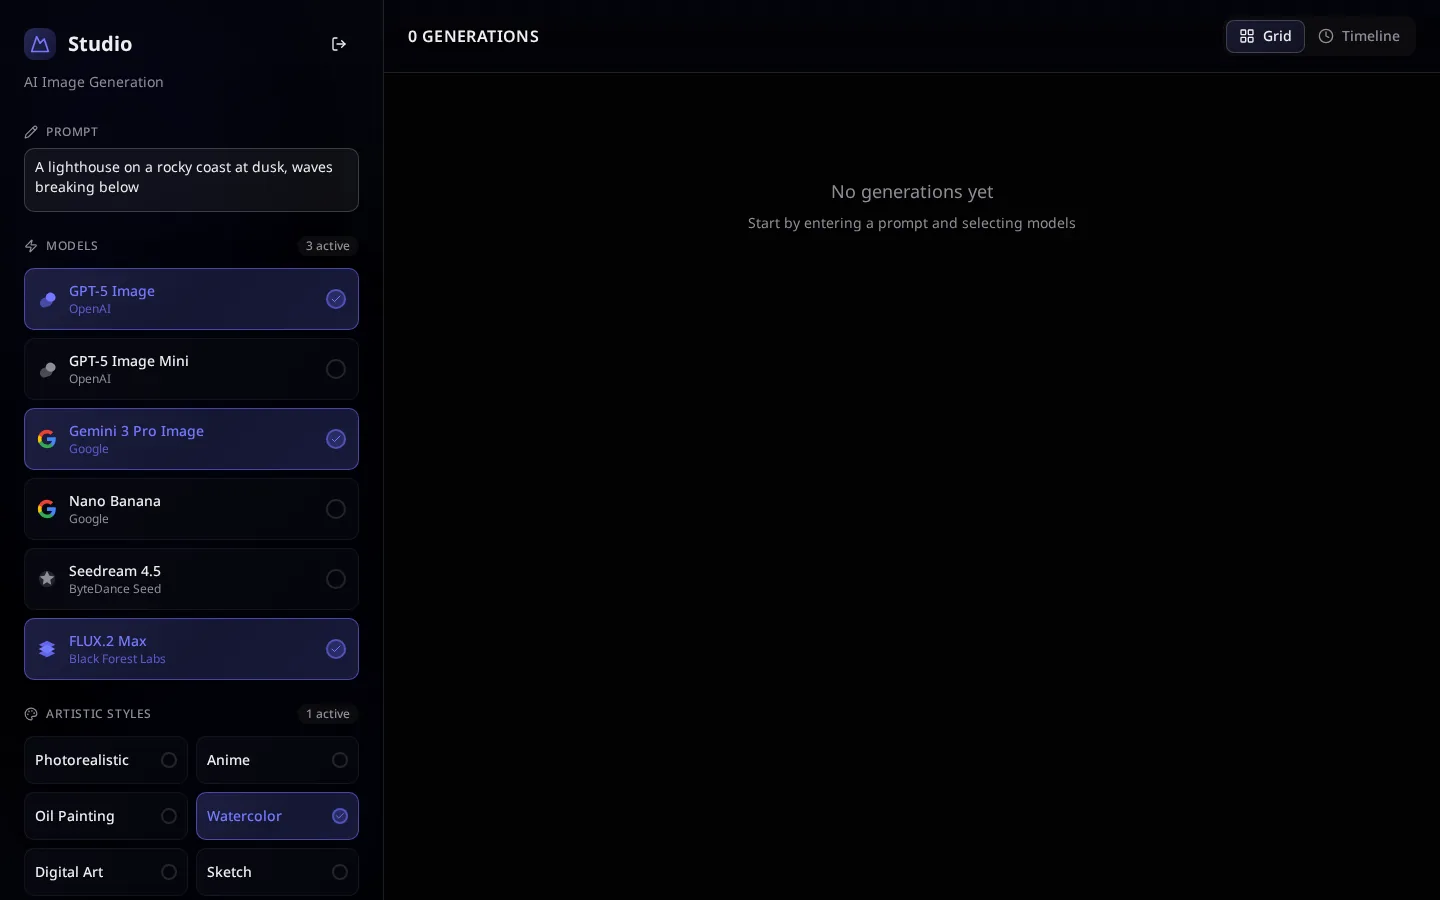 Studio
AI Image Generation
PROMPT
A lighthouse on a rocky coast at dusk, waves
breaking below
MODELS
3 active
GPT-5 Image
OpenAI
GPT-5 Image Mini
OpenAI
Gemini 3 Pro Image
Google
Nano Banana
Google
Seedream 4.5
ByteDance Seed
FLUX.2 Max
Black Forest Labs
ARTISTIC STYLES
1 active
Photorealistic
Anime
Oil Painting
Watercolor
Digital Art
Sketch
0 GENERATIONS
Grid
Timeline
No generations yet
Start by entering a prompt and selecting models